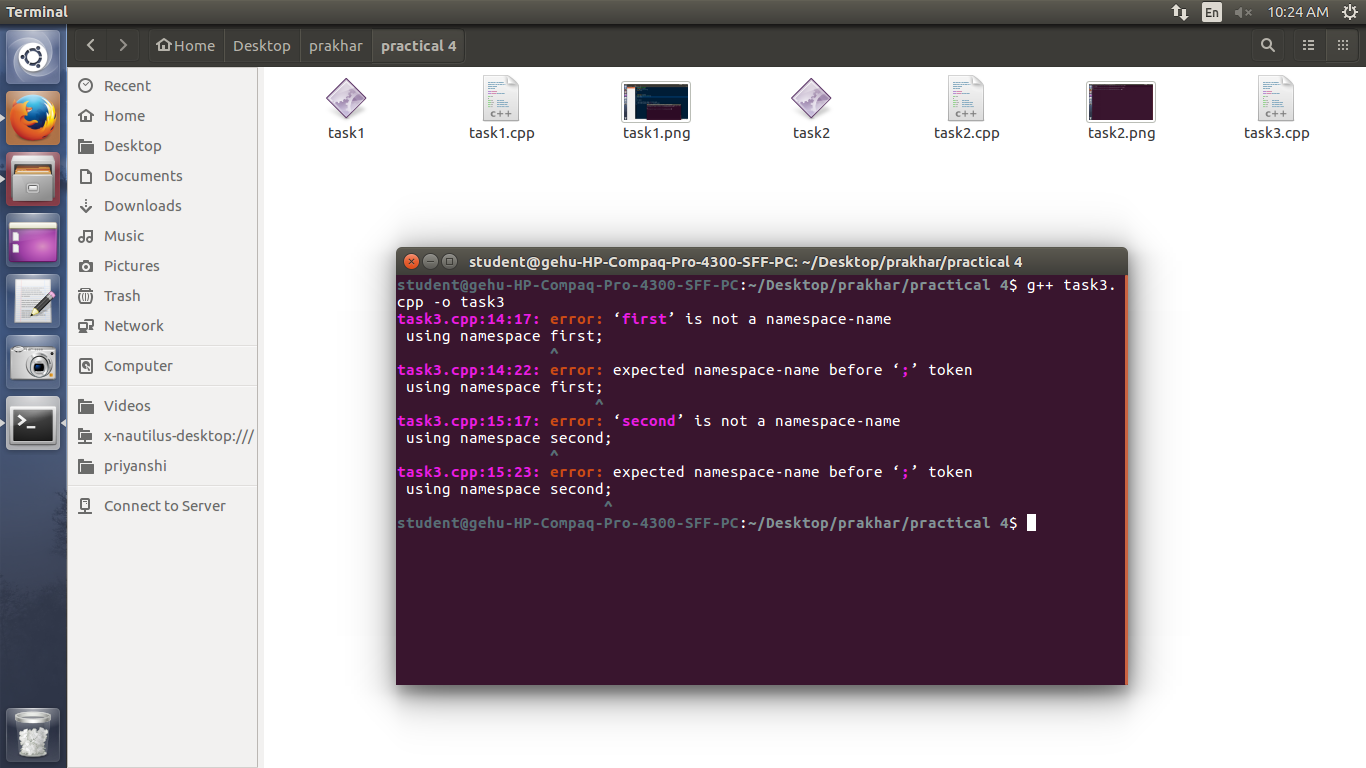 Terminal
En
10:24 AM
Home
Desktop
prakhar
practical 4
Recent
Home
Desktop
Documents
Downloads
Music
Pictures
Trash
Network
Computer
Videos
x-nautilus-desktop:///
priyanshi
Connect to Server
c++
c++
c++
task1
task1.cpp
task1.png
task2
task2.cpp
task2.png
task3.cpp
student@gehu-HP-Compaq-Pro-4300-SFF-PC: ~/Desktop/prakhar/practical 4
student@gehu-HP-Compaq-Pro-4300-SFF-PC:~/Desktop/prakhar/practical 4$ g++ task3.
cpp -o task3
task3.cpp:14:17: error: ‘first’ is not a namespace-name
using namespace first;
^
task3.cpp:14:22: error: expected namespace-name before ‘;’ token
using namespace first;
^
task3.cpp:15:17: error: ‘second’ is not a namespace-name
using namespace second;
^
task3.cpp:15:23: error: expected namespace-name before ‘;’ token
using namespace second;
^
student@gehu-HP-Compaq-Pro-4300-SFF-PC:~/Desktop/prakhar/practical 4$